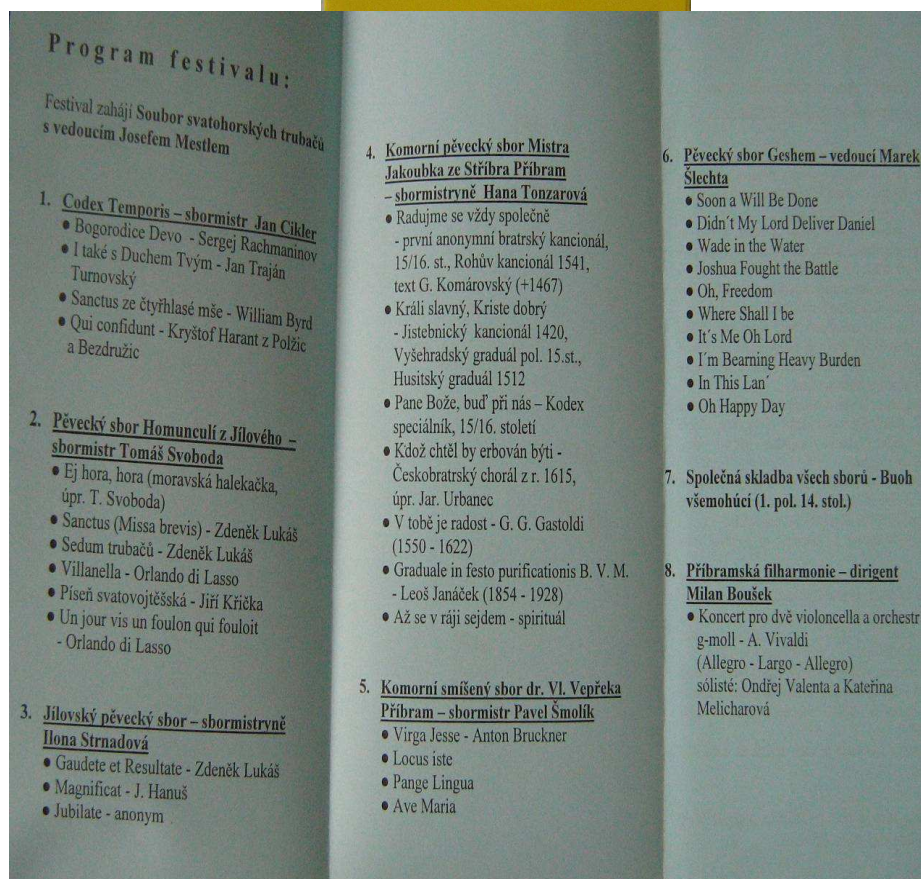 Program festivalu:
Festival zahájí Soubor svatohorských trubačů
s vedoucím Josefem Mestlem
1. Codex Temporis – sbormistr Jan Cikler
• Bogorodice Devo - Sergej Rachmaninov
• I také s Duchem Tvým - Jan Traján
Turnovský
• Sanctus ze čtyřhlasé mše - William Byrd
• Qui confidunt - Kryštof Harant z Polžic
a Bezdružic
2. Pěvecký sbor Homunculí z Jílového –
sbormistr Tomáš Svoboda
• Ej hora, hora (moravská halekačka,
úpr. T. Svoboda)
• Sanctus (Missa brevis) - Zdeněk Lukáš
• Sedum trubačů - Zdeněk Lukáš
• Villanella - Orlando di Lasso
• Píseň svatovojtěšská - Jiří Křička
• Un jour vis un foulon qui fouloit
- Orlando di Lasso
3. Jílovský pěvecký sbor – sbormistryně
Ilona Strnadová
• Gaudete et Resultate - Zdeněk Lukáš
• Magnificat - J. Hanuš
• Jubilate - anonym
4. Komorní pěvecký sbor Mistra
Jakoubka ze Stříbra Příbram
– sbormistryně Hana Tonzarová
• Radujme se vždy společně
- první anonymní bratrský kancionál,
15/16. st., Rohův kancionál 1541,
text G. Komárovský (+1467)
• Králi slavný, Kriste dobrý
- Jistebnický kancionál 1420,
Vyšehradský graduál pol. 15.st.,
Husitský graduál 1512
• Pane Bože, buď při nás – Kodex
speciálník, 15/16. století
• Kdož chtěl by erbován býti -
Českobratrský chorál z r. 1615,
úpr. Jar. Urbanec
• V tobě je radost - G. G. Gastoldi
(1550 - 1622)
• Graduale in festo purificationis B. V. M.
- Leoš Janáček (1854 - 1928)
• Až se v ráji sejdem - spirituál
5. Komorní smíšený sbor dr. Vl. Vepřeka
Příbram – sbormistr Pavel Šmolík
• Virga Jesse - Anton Bruckner
• Locus iste
• Pange Lingua
• Ave Maria
6. Pěvecký sbor Geshem – vedoucí Marek
Šlechta
• Soon a Will Be Done
• Didn´t My Lord Deliver Daniel
• Wade in the Water
• Joshua Fought the Battle
• Oh, Freedom
• Where Shall I be
• It´s Me Oh Lord
• I´m Bearning Heavy Burden
• In This Lan´
• Oh Happy Day
7. Společná skladba všech sborů - Buoh
všemohúcí (1. pol. 14. stol.)
8. Příbramská filharmonie – dirigent
Milan Boušek
• Koncert pro dvě violoncella a orchestr
g-moll - A. Vivaldi
(Allegro - Largo - Allegro)
sólisté: Ondřej Valenta a Kateřina
Melicharová